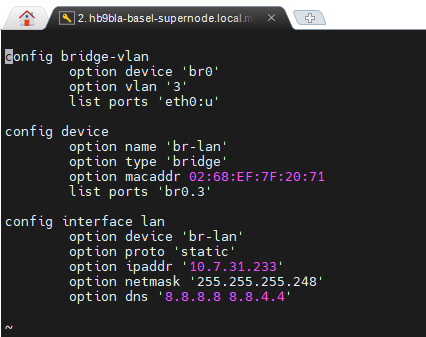 2. hb9bla-basel-supernode.local.m
config bridge-vlan
option device 'br0'
option vlan '3'
list ports 'eth0:u'
config device
option name 'br-lan'
option type 'bridge'
option macaddr 02:68:EF:7F:20:71
list ports 'br0.3'
config interface lan
option device 'br-lan'
option proto 'static'
option ipaddr '10.7.31.233'
option netmask '255.255.255.248'
option dns '8.8.8.8 8.8.4.4'
~